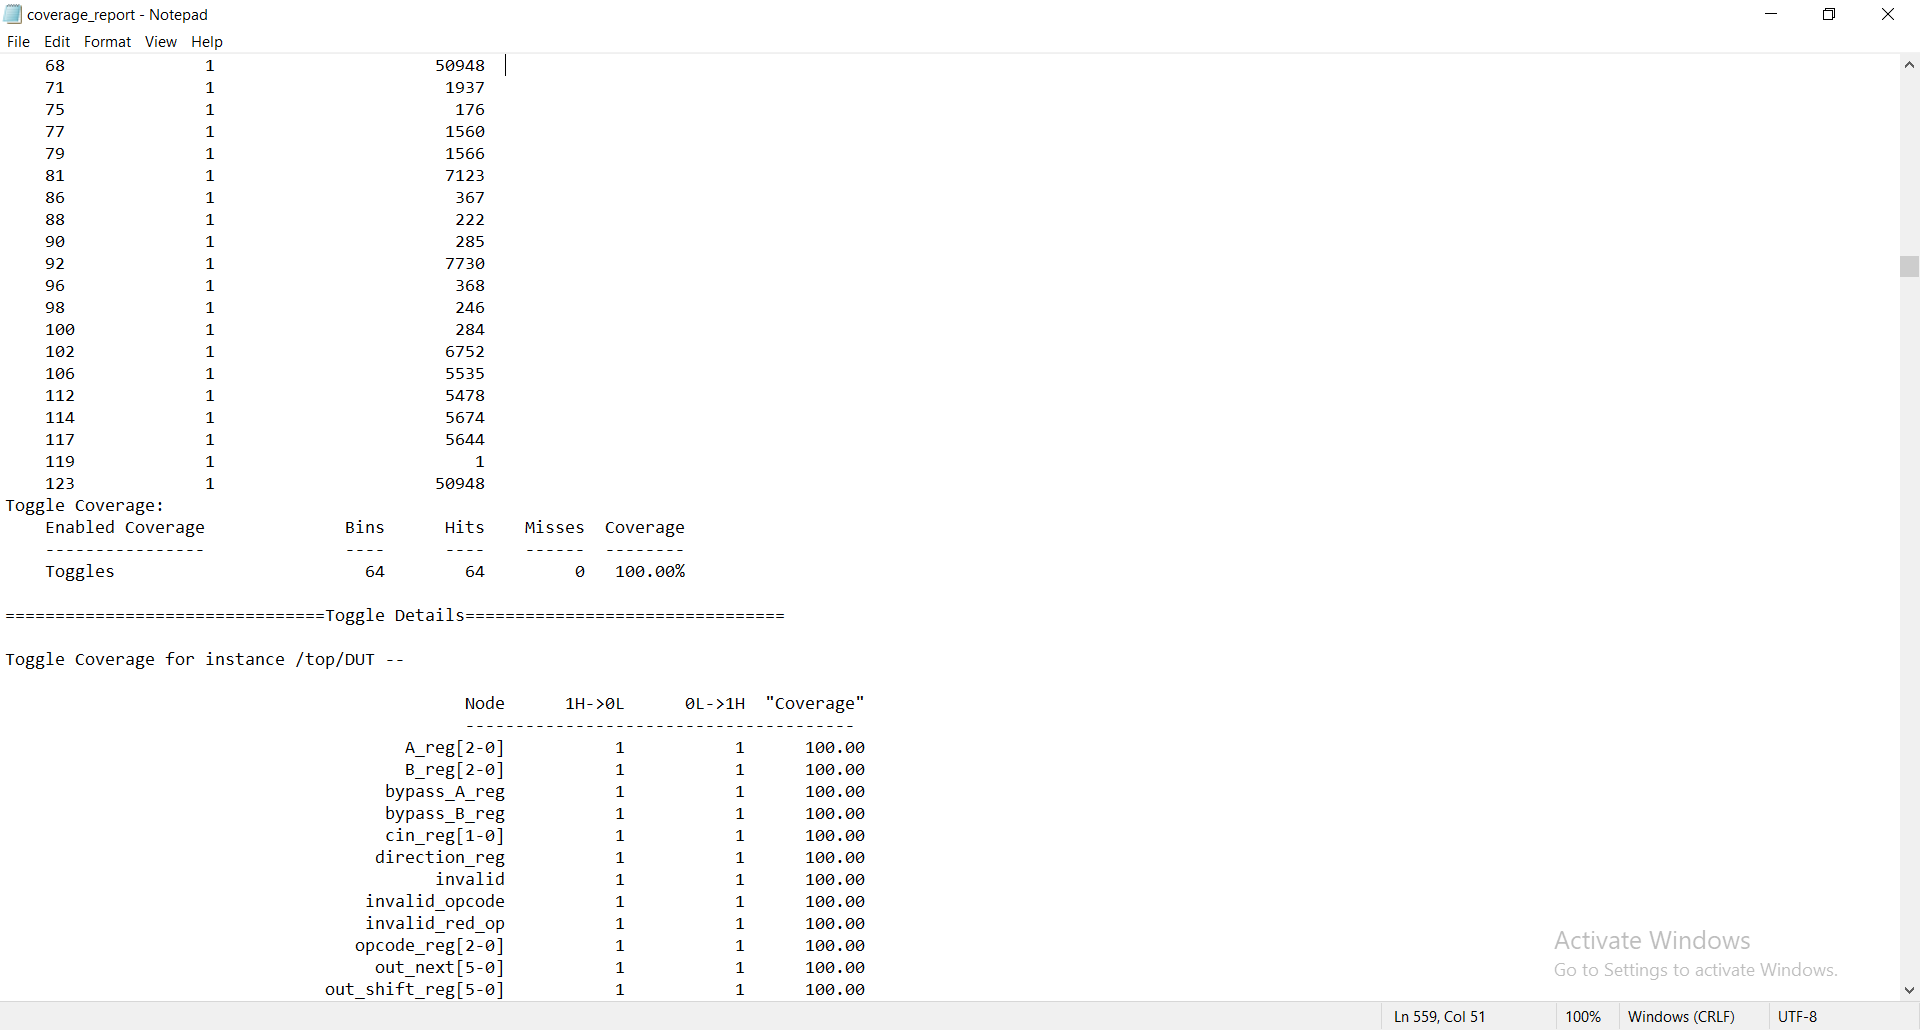 coverage_report - Notepad
File Edit Format View Help
68 1 50948
71 1 1937
75 1 176
77 1 1560
79 1 1566
81 1 7123
86 1 367
88 1 222
90 1 285
92 1 7730
96 1 368
98 1 246
100 1 284
102 1 6752
106 1 5535
112 1 5478
114 1 5674
117 1 5644
119 1 1
123 1 50948
Toggle Coverage:
Enabled Coverage Bins Hits Misses Coverage
---------------- ---- ---- ------ --------
Toggles 64 64 0 100.00%
================================Toggle Details================================
Toggle Coverage for instance /top/DUT --
Node 1H->0L 0L->1H "Coverage"
---------------------------------------
A_reg[2-0] 1 1 100.00
B_reg[2-0] 1 1 100.00
bypass_A_reg 1 1 100.00
bypass_B_reg 1 1 100.00
cin_reg[1-0] 1 1 100.00
direction_reg 1 1 100.00
invalid 1 1 100.00
invalid_opcode 1 1 100.00
invalid_red_op 1 1 100.00
opcode_reg[2-0] 1 1 100.00
out_next[5-0] 1 1 100.00
out_shift_reg[5-0] 1 1 100.00
Activate Windows
Go to Settings to activate Windows.
Ln 559, Col 51 100% Windows (CRLF) UTF-8